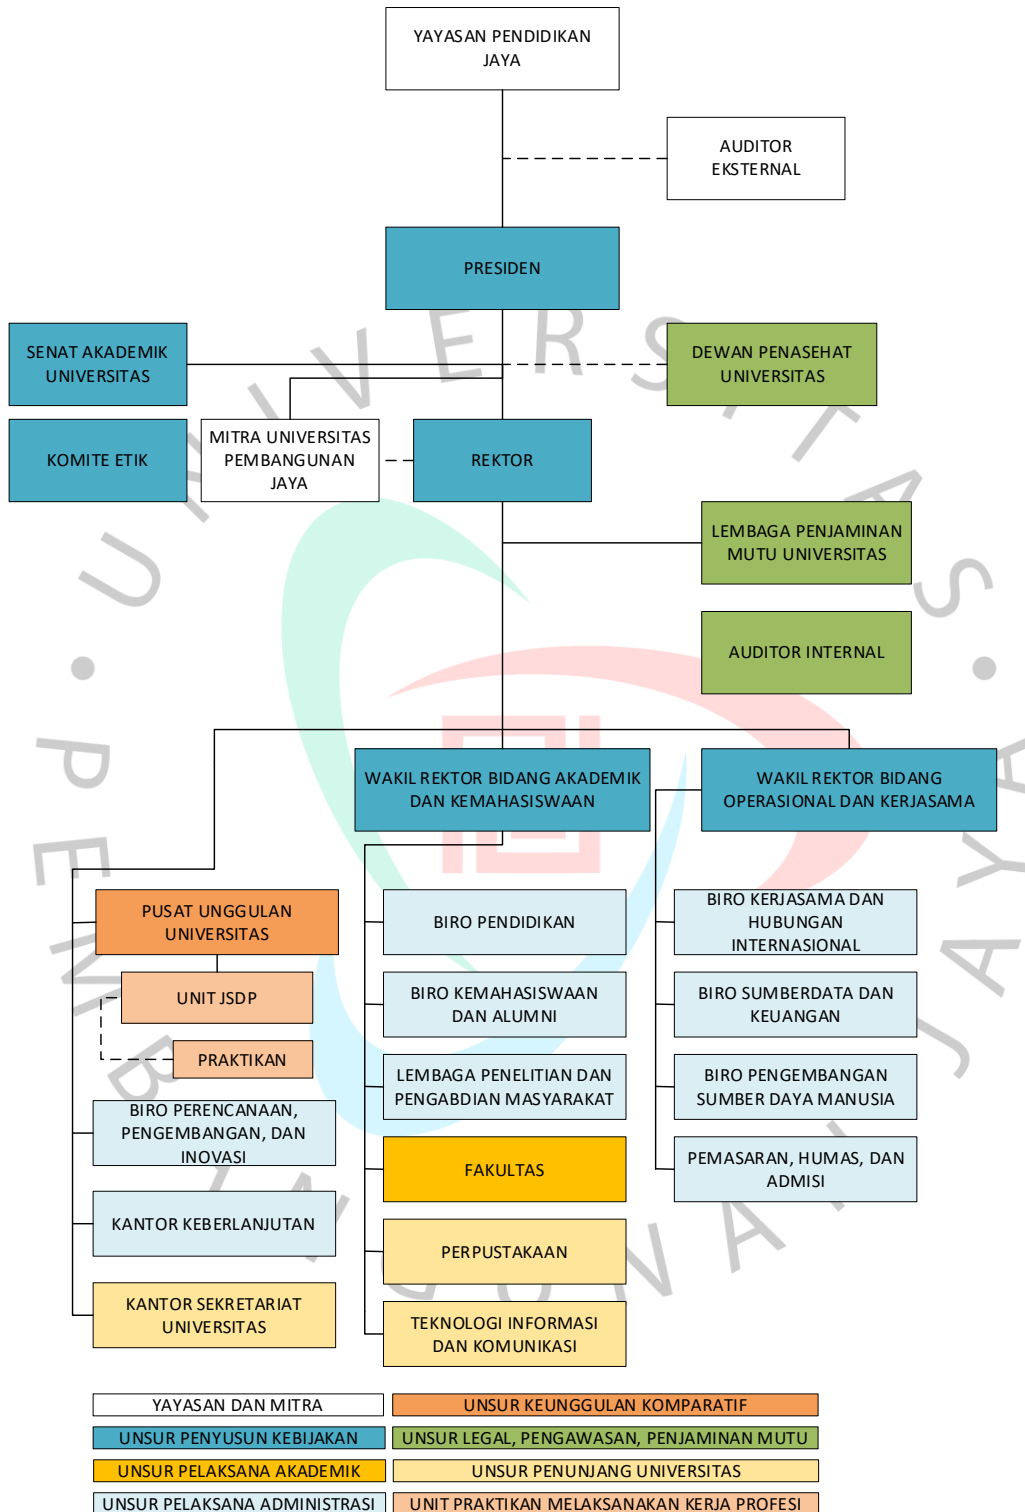 YAYASAN PENDIDIKAN
JAYA
AUDITOR
EKSTERNAL
PRESIDEN
SENAT AKADEMIK
UNIVERSITAS
DEWAN PENASEHAT
UNIVERSITAS
KOMITE ETIK
MITRA UNIVERSITAS
PEMBANGUNAN
JAYA
REKTOR
LEMBAGA PENJAMINAN
MUTU UNIVERSITAS
AUDITOR INTERNAL
WAKIL REKTOR BIDANG AKADEMIK
DAN KEMAHASISWAAN
WAKIL REKTOR BIDANG
OPERASIONAL DAN KERJASAMA
PUSAT UNGGULAN
UNIVERSITAS
UNIT JSDP
PRAKTIKAN
BIRO PERENCANAAN,
PENGEMBANGAN, DAN
INOVASI
KANTOR KEBERLANJUTAN
KANTOR SEKRETARIAT
UNIVERSITAS
BIRO PENDIDIKAN
BIRO KEMAHASISWAAN
DAN ALUMNI
LEMBAGA PENELITIAN DAN
PENGABDIAN MASYARAKAT
FAKULTAS
PERPUSTAKAAN
TEKNOLOGI INFORMASI
DAN KOMUNIKASI
BIRO KERJASAMA DAN
HUBUNGAN
INTERNASIONAL
BIRO SUMBERDATA DAN
KEUANGAN
BIRO PENGEMBANGAN
SUMBER DAYA MANUSIA
PEMASARAN, HUMAS, DAN
ADMISI
YAYASAN DAN MITRA
UNSUR KEUNGGULAN KOMPARATIF
UNSUR PENYUSUN KEBIJAKAN
UNSUR LEGAL, PENGAWASAN, PENJAMINAN MUTU
UNSUR PELAKSANA AKADEMIK
UNSUR PENUNJANG UNIVERSITAS
UNSUR PELAKSANA ADMINISTRASI
UNIT PRAKTIKAN MELAKSANAKAN KERJA PROFESI
UNIVERSITAS
PEMBANGUNAN JAYA